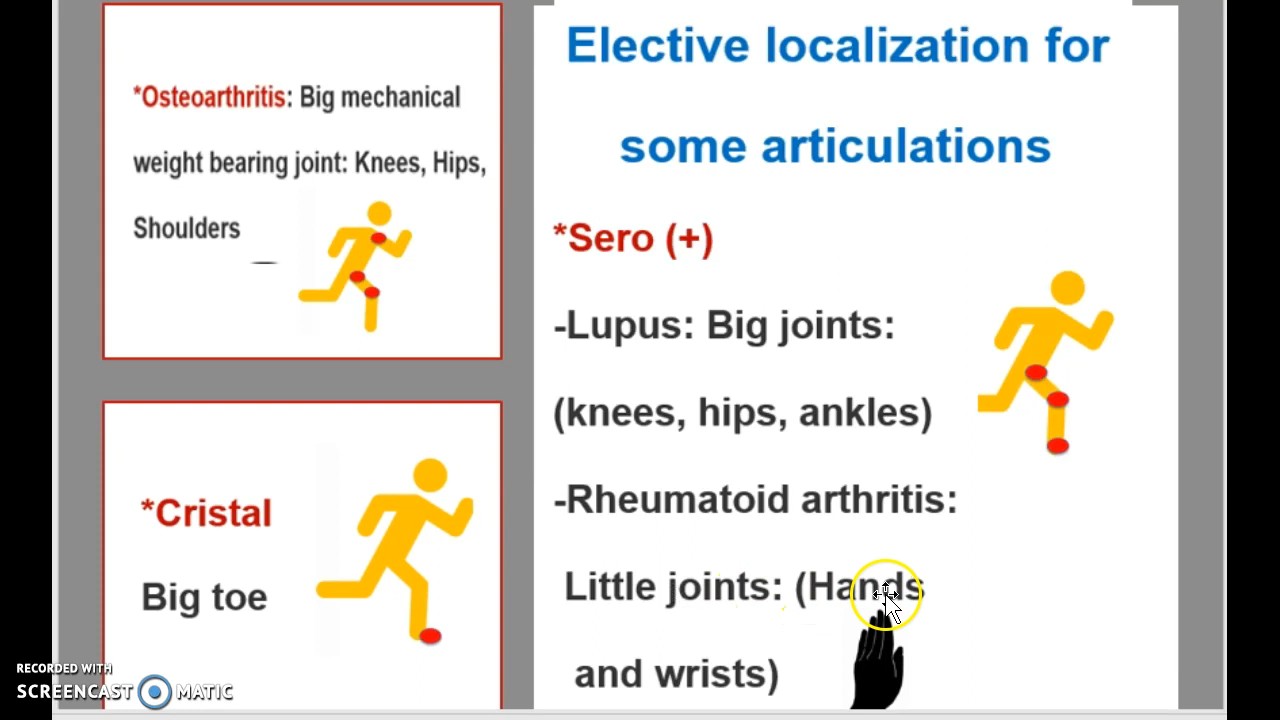 *Osteoarthritis: Big mechanical
weight bearing joint: Knees, Hips,
Shoulders
*Cristal
Big toe
Elective localization for
some articulations
*Sero (+)
-Lupus: Big joints:
(knees, hips, ankles)
-Rheumatoid arthritis:
Little joints: (Hands
and wrists)
RECORDED WITH
SCREENCAST MATIC